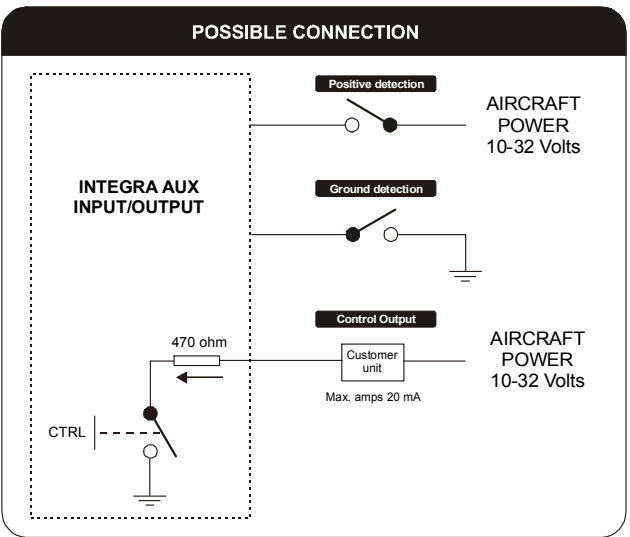 POSSIBLE CONNECTION
Positive detection
AIRCRAFT
POWER
10-32 Volts
INTEGRA AUX
INPUT/OUTPUT
Ground detection
Control Output
470 ohm
Customer
unit
AIRCRAFT
POWER
10-32 Volts
Max. amps 20 mA
CTRL